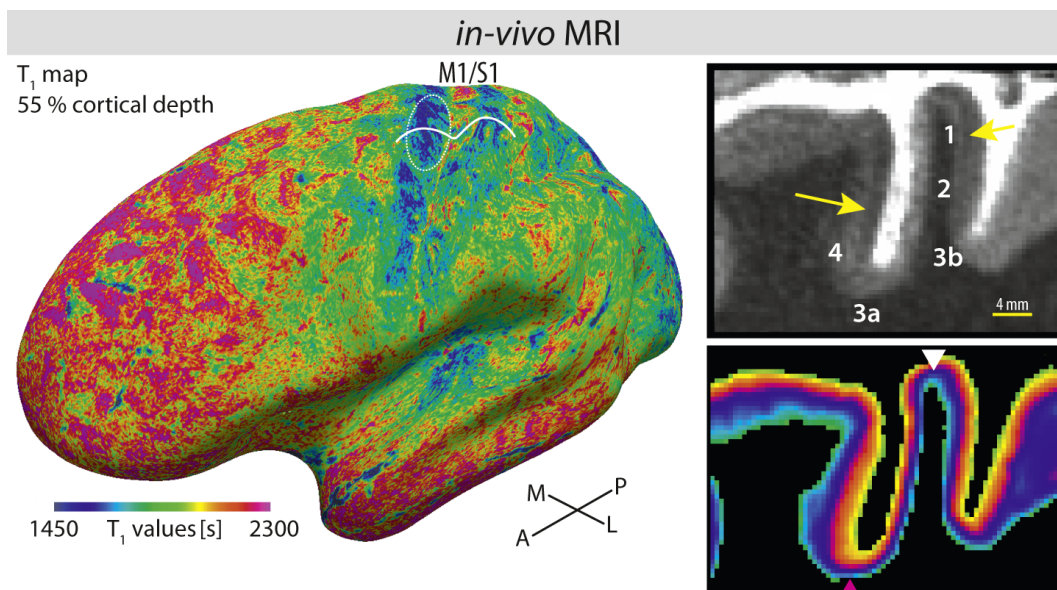 in-vivo MRI
T₁ map
55 % cortical depth
M1/S1
1
2
4
3b
3a
4 mm
1450
T₁ values [s]
2300
M
P
A
L